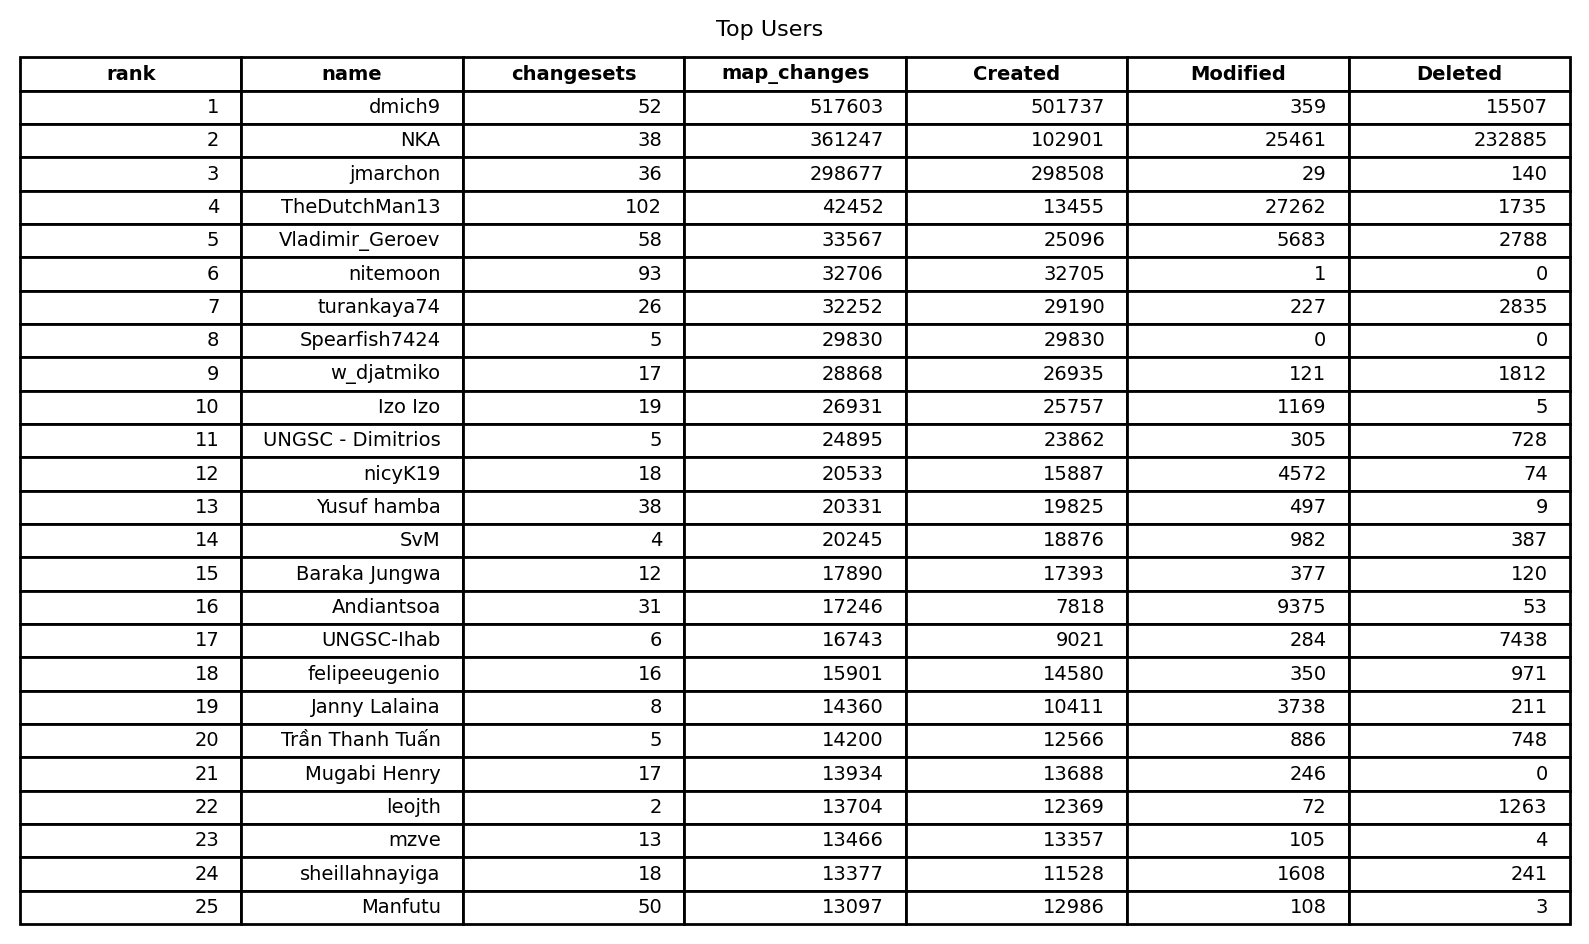 Top Users
rank name changesets map_changes Created Modified Deleted
1 dmich9 52 517603 501737 359 15507
2 NKA 38 361247 102901 25461 232885
3 jmarchon 36 298677 298508 29 140
4 TheDutchMan13 102 42452 13455 27262 1735
5 Vladimir_Geroev 58 33567 25096 5683 2788
6 nitemoon 93 32706 32705 1 0
7 turankaya74 26 32252 29190 227 2835
8 Spearfish7424 5 29830 29830 0 0
9 w_djatmiko 17 28868 26935 121 1812
10 Izo Izo 19 26931 25757 1169 5
11 UNGSC - Dimitrios 5 24895 23862 305 728
12 nicyK19 18 20533 15887 4572 74
13 Yusuf hamba 38 20331 19825 497 9
14 SvM 4 20245 18876 982 387
15 Baraka Jungwa 12 17890 17393 377 120
16 Andiantsoa 31 17246 7818 9375 53
17 UNGSC-Ihab 6 16743 9021 284 7438
18 felipeeugenio 16 15901 14580 350 971
19 Janny Lalaina 8 14360 10411 3738 211
20 Trần Thanh Tuấn 5 14200 12566 886 748
21 Mugabi Henry 17 13934 13688 246 0
22 leojth 2 13704 12369 72 1263
23 mzve 13 13466 13357 105 4
24 sheillahnayiga 18 13377 11528 1608 241
25 Manfutu 50 13097 12986 108 3